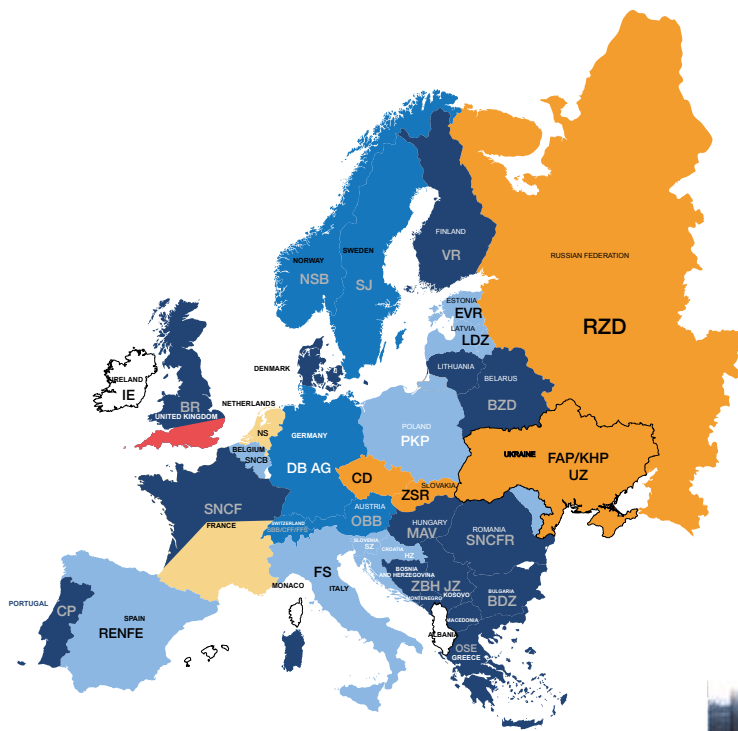 FINLAND
VR
RUSSIAN FEDERATION
SWEDEN
NORWAY
NSB
SJ
ESTONIA
EVR
LATVIA
LDZ
RZD
DENMARK
LITHUANIA
BELARUS
BZD
IRELAND
IE
BR
UNITED KINGDOM
NETHERLANDS
NS
GERMANY
DB AG
POLAND
PKP
BELGIUM
SNCB
UKRAINE
FAP/KHP
UZ
CD
SLOVAKIA
ZSR
SNCF
FRANCE
SWITZERLAND
SBB/CFF/FFS
AUSTRIA
OBB
HUNGARY
MAV
ROMANIA
SNCFR
SLOVENIA
SZ
CROATIA
HZ
FS
MONACO
ITALY
BOSNIA
AND HERZEGOVINA
ZBH JZ
KOSOVO
MONTENEGRO
BULGARIA
BDZ
PORTUGAL
CP
SPAIN
RENFE
MACEDONIA
ALBANIA
OSE
GREECE